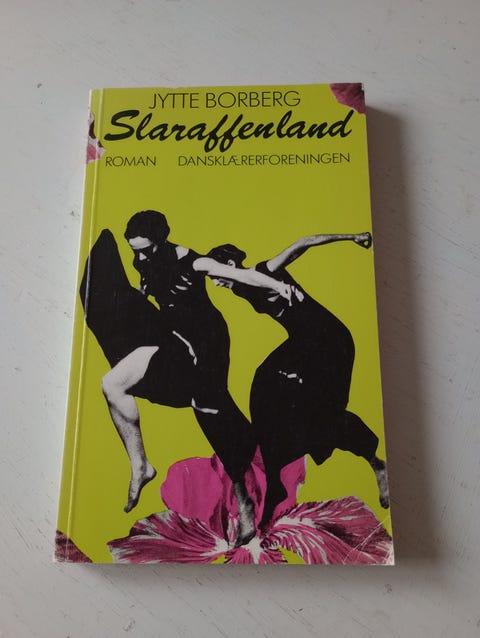 JYTTE BORBERG
Slaraffenland
ROMAN DANSKLÆRERFORENINGEN